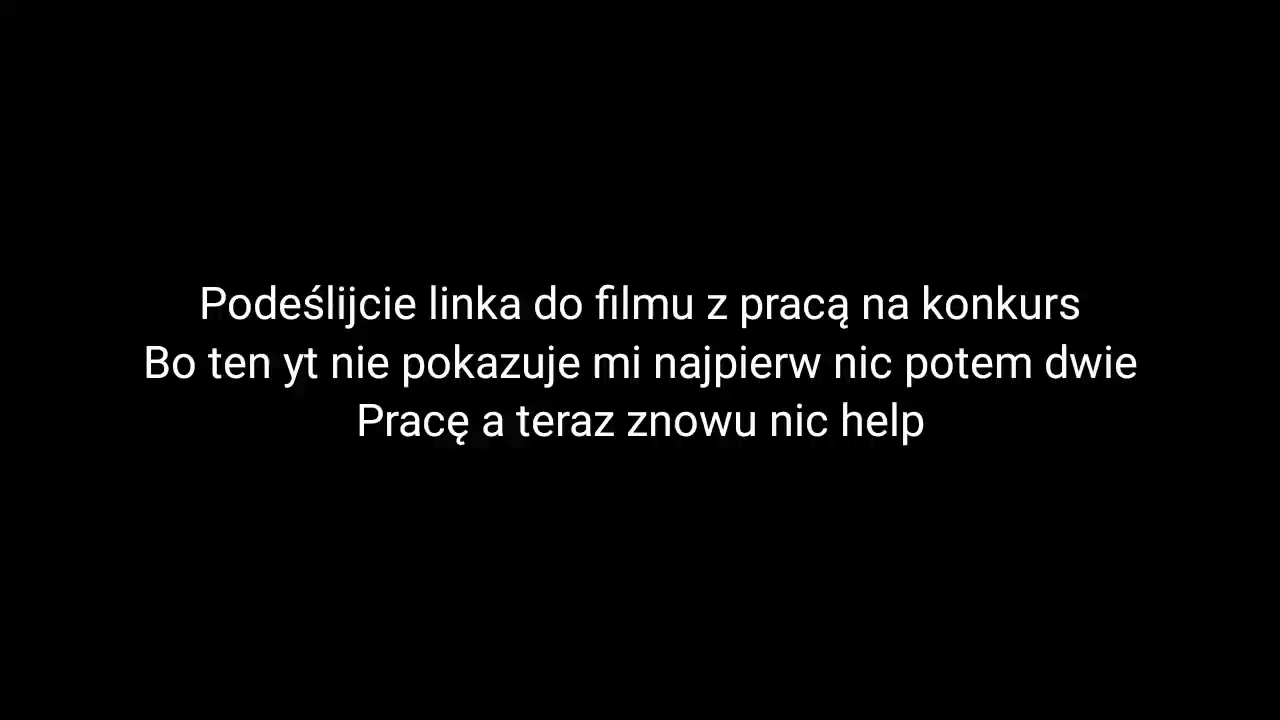 Podeślijcie linka do filmu z pracą na konkurs
Bo ten yt nie pokazuje mi najpierw nic potem dwie
Pracę a teraz znowu nic help